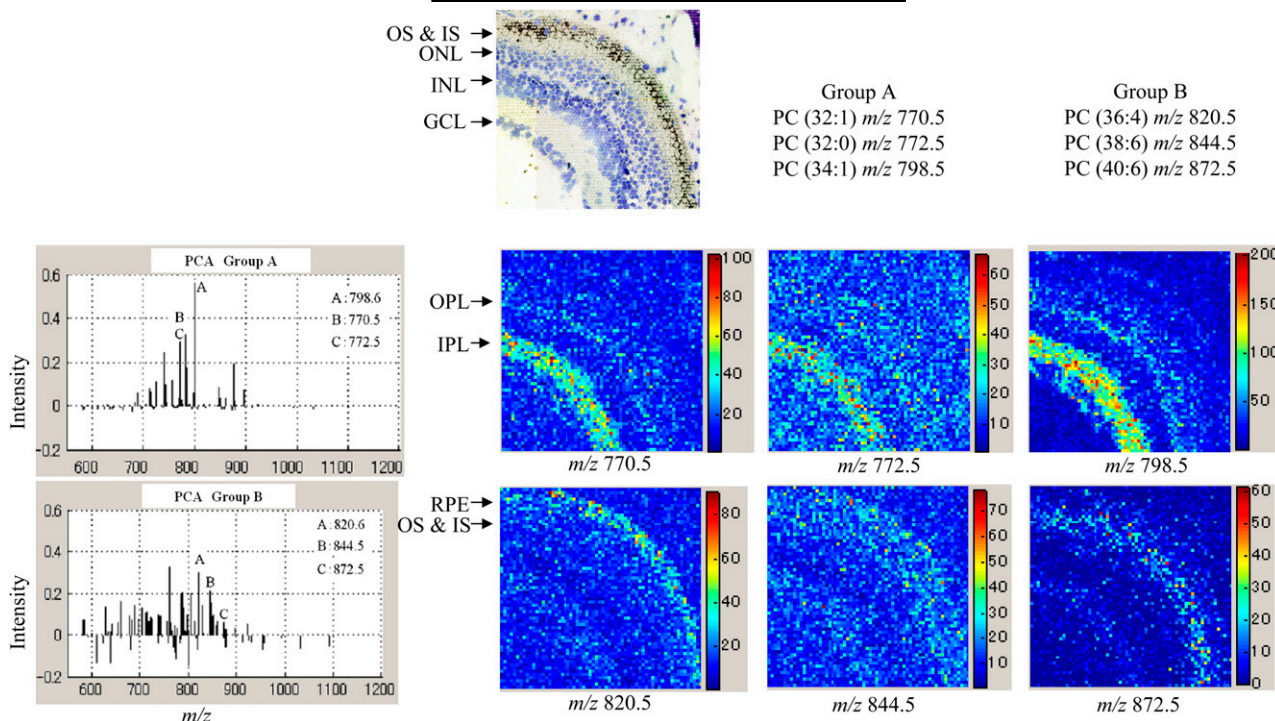 OS & IS
ONL
INL
GCL
Group A
PC (32:1) m/z 770.5
PC (32:0) m/z 772.5
PC (34:1) m/z 798.5
Group B
PC (36:4) m/z 820.5
PC (38:6) m/z 844.5
PC (40:6) m/z 872.5
PCA Group A
Intensity
0.6
0.4
0.2
0
-0.2
600 700 800 900 1000 1100 1200
A
B
C
A : 798.6
B : 770.5
C : 772.5
OPL
IPL
100
80
60
40
20
m/z 770.5
60
50
40
30
20
10
m/z 772.5
200
150
100
50
0
m/z 798.5
PCA Group B
Intensity
0.6
0.4
0.2
0
-0.2
600 700 800 900 1000 1100 1200
m/z
A
B
C
A : 820.6
B : 844.5
C : 872.5
RPE
OS & IS
80
60
40
20
m/z 820.5
70
60
50
40
30
20
10
m/z 844.5
60
50
40
30
20
10
0
m/z 872.5